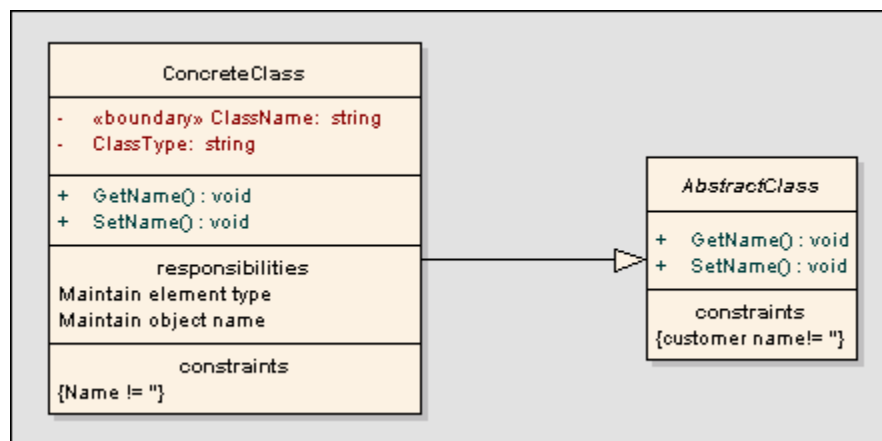 ConcreteClass
- «boundary» ClassName: string
- ClassType: string
+ GetName() : void
+ SetName() : void
responsibilities
Maintain element type
Maintain object name
constraints
{Name != "}
AbstractClass
+ GetName() : void
+ SetName() : void
constraints
{customer name!= "}